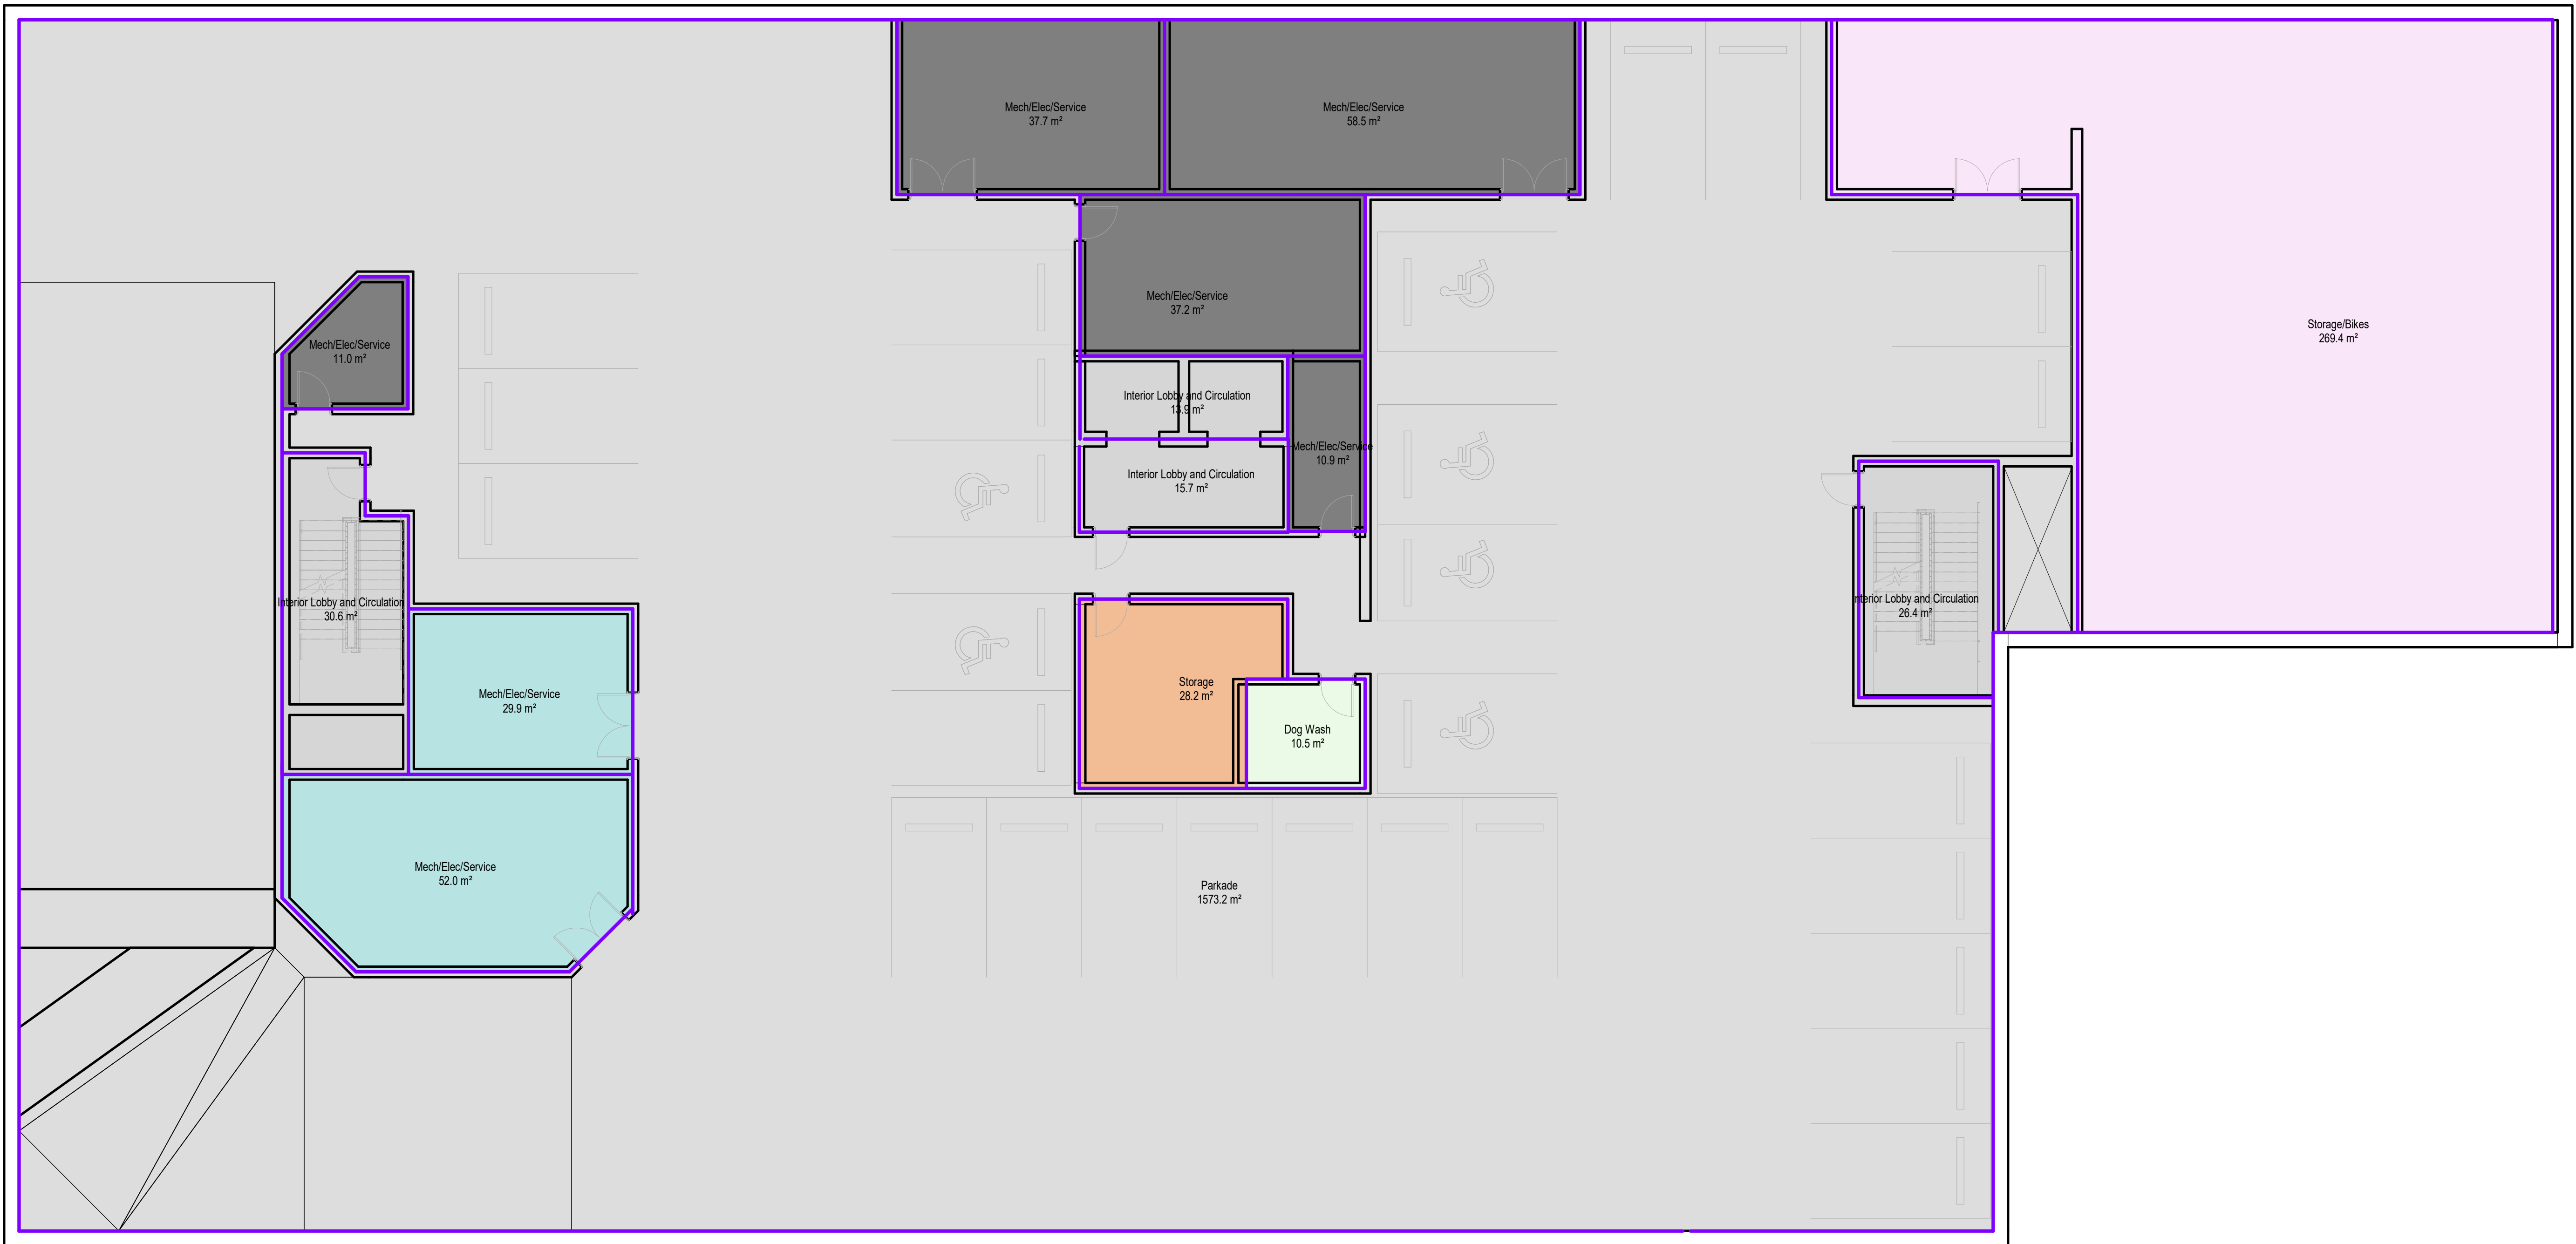 Mech/Elec/Service
37.7 m²
Mech/Elec/Service
58.5 m²
Mech/Elec/Service
37.2 m²
Storage/Bikes
269.4 m²
Mech/Elec/Service
11.0 m²
Interior Lobby and Circulation
13.9 m²
Mech/Elec/Service
10.9 m²
Interior Lobby and Circulation
15.7 m²
Interior Lobby and Circulation
30.6 m²
Interior Lobby and Circulation
26.4 m²
Mech/Elec/Service
29.9 m²
Storage
28.2 m²
Dog Wash
10.5 m²
Mech/Elec/Service
52.0 m²
Parkade
1573.2 m²